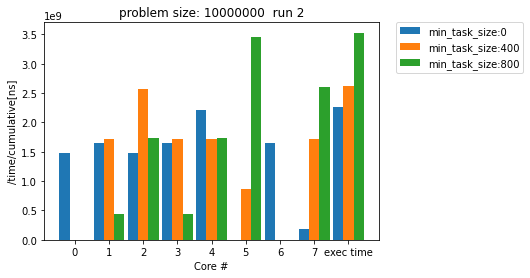 problem size: 10000000  run 2
1e9
min_task_size:0
min_task_size:400
min_task_size:800
/time/cumulative[ns]
3.5
3.0
2.5
2.0
1.5
1.0
0.5
0.0
0 1 2 3 4 5 6 7 exec time
Core #